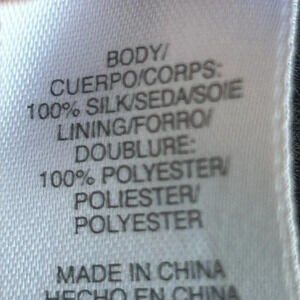 BODY/
CUERPO/CORPS:
100% SILK/SEDA/SOIE
LINING/FORRO/
DOUBLURE:
100% POLYESTER/
POLIESTER/
POLYESTER
MADE IN CHINA
HECHO EN CHINA